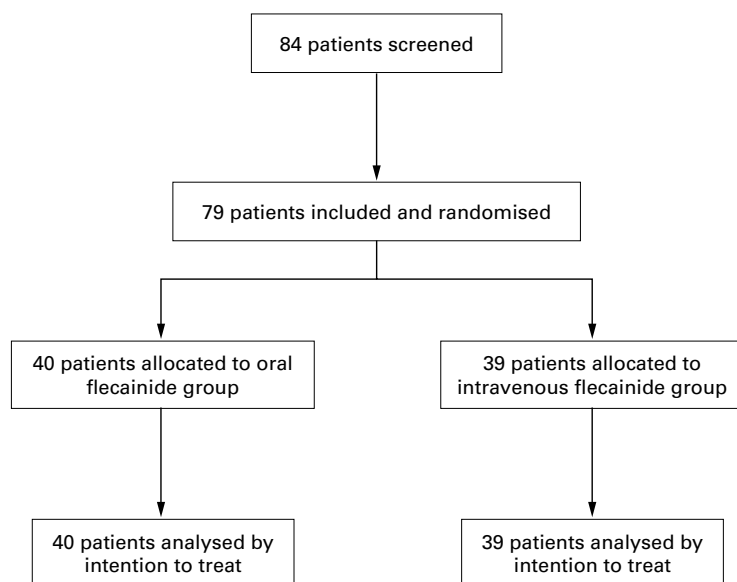 84 patients screened
79 patients included and randomised
40 patients allocated to oral
flecainide group
39 patients allocated to
intravenous flecainide group
40 patients analysed by
intention to treat
39 patients analysed by
intention to treat